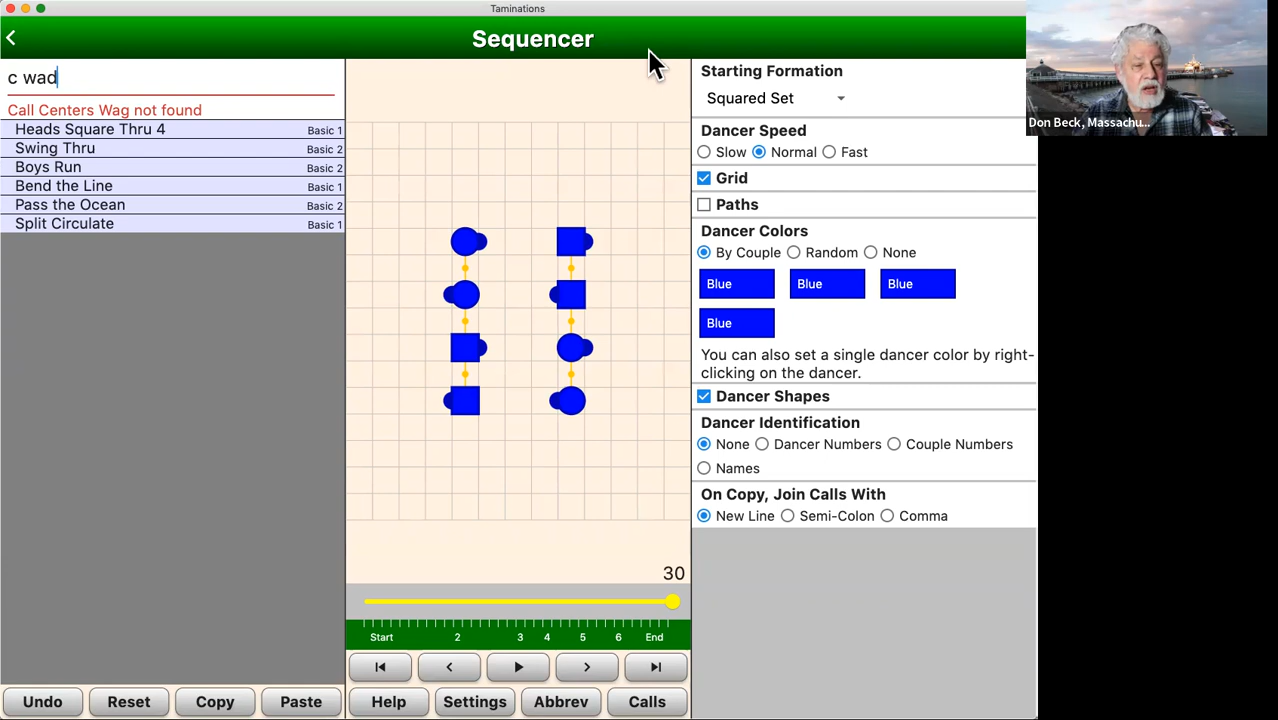 Taminations
Sequencer
c wad
Call Centers Wag not found
Heads Square Thru 4 Basic 1
Swing Thru Basic 2
Boys Run Basic 2
Bend the Line Basic 1
Pass the Ocean Basic 2
Split Circulate Basic 1
Undo Reset Copy Paste
30
Start 2 3 4 5 6 End
Help Settings Abbrev Calls
Starting Formation
Squared Set
Dancer Speed
Slow Normal Fast
Grid
Paths
Dancer Colors
By Couple Random None
Blue Blue Blue
Blue
You can also set a single dancer color by right-
clicking on the dancer.
Dancer Shapes
Dancer Identification
None Dancer Numbers Couple Numbers
Names
On Copy, Join Calls With
New Line Semi-Colon Comma
Don Beck, Massachu...